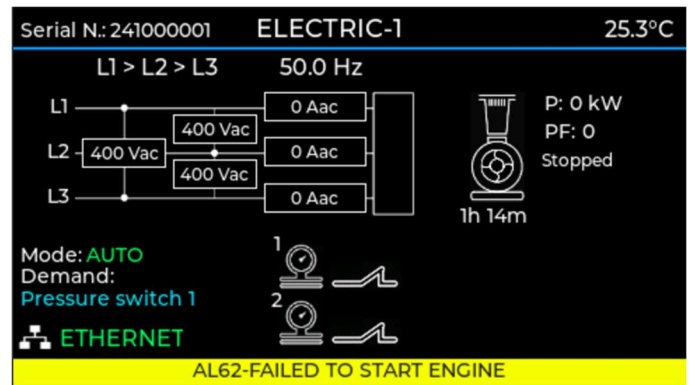 Serial N.: 241000001 ELECTRIC-1 25.3°C
L1 > L2 > L3 50.0 Hz
L1 0 Aac
400 Vac
L2 400 Vac 0 Aac
400 Vac
L3 0 Aac
P: 0 kW
PF: 0
Stopped
1h 14m
Mode: AUTO
Demand:
Pressure switch 1
ETHERNET
1
2
AL62-FAILED TO START ENGINE